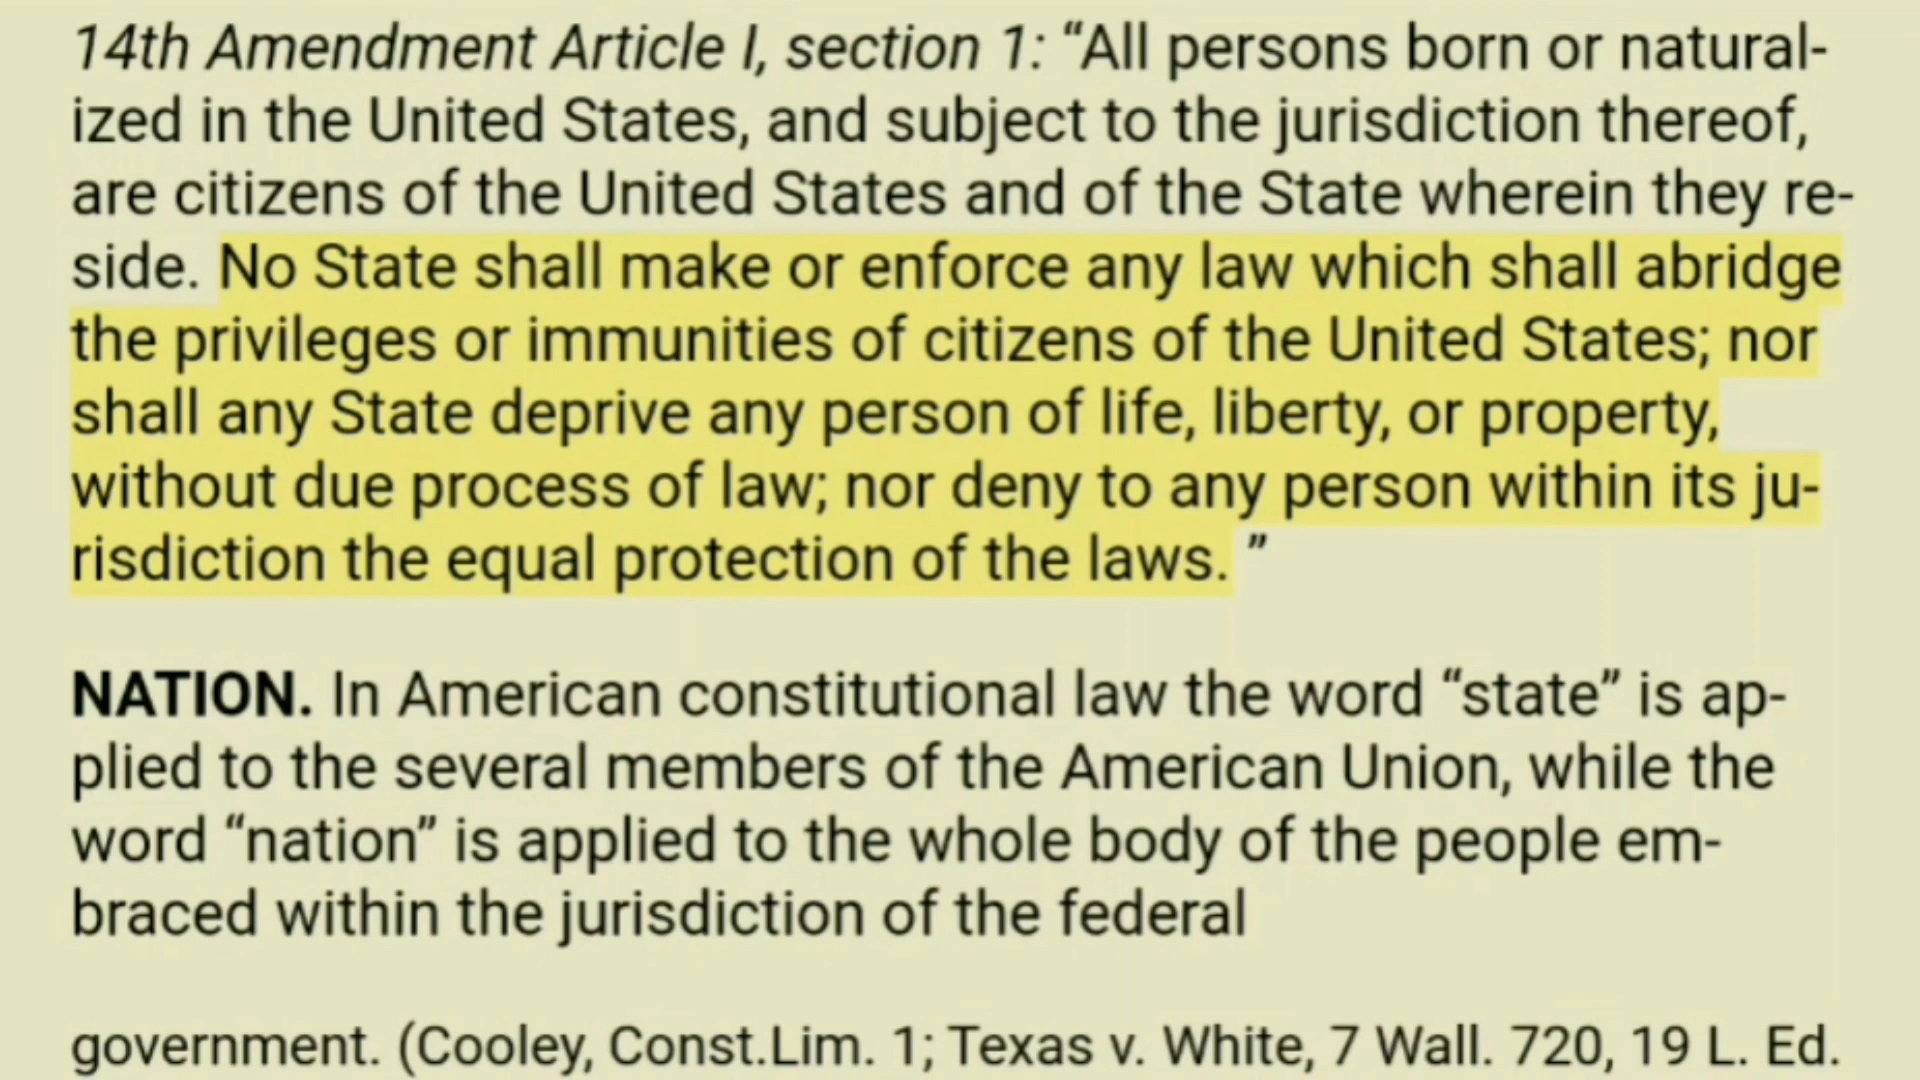 14th Amendment Article I, section 1: “All persons born or natural-
ized in the United States, and subject to the jurisdiction thereof,
are citizens of the United States and of the State wherein they re-
side. No State shall make or enforce any law which shall abridge
the privileges or immunities of citizens of the United States; nor
shall any State deprive any person of life, liberty, or property,
without due process of law; nor deny to any person within its ju-
risdiction the equal protection of the laws. ”
NATION. In American constitutional law the word “state” is ap-
plied to the several members of the American Union, while the
word “nation” is applied to the whole body of the people em-
braced within the jurisdiction of the federal
government. (Cooley, Const.Lim. 1; Texas v. White, 7 Wall. 720, 19 L. Ed.